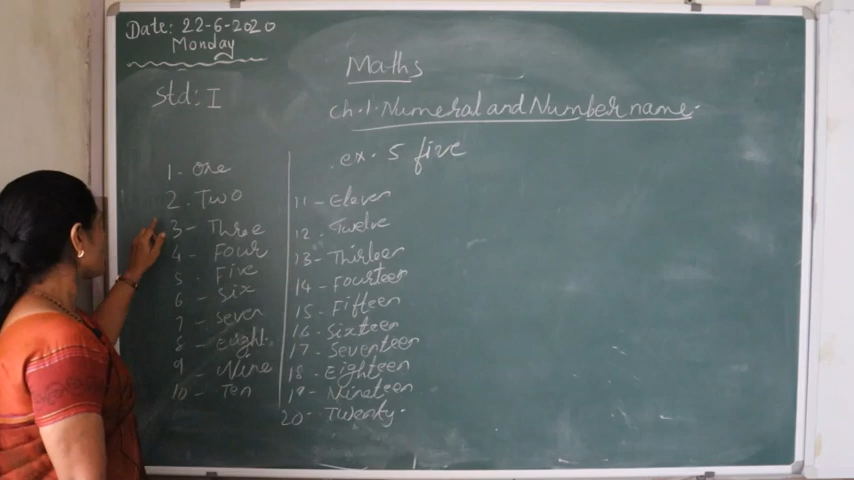 Date: 22-6-2020
Monday
Maths
Std: I
Ch.1. Numeral and Number name.
ex. 5 five
1 - One
2 - Two
3 - Three
4 - Four
5 - Five
6 - Six
7 - Seven
8 - eight.
9 - Nine
10 - Ten
11 - Eleven
12 - Twelve
13 - Thirteen
14 - Fourteen
15 - Fifteen
16 - Sixteen
17 - Seventeen
18 - Eighteen
19 - Nineteen
20 - Twenty.